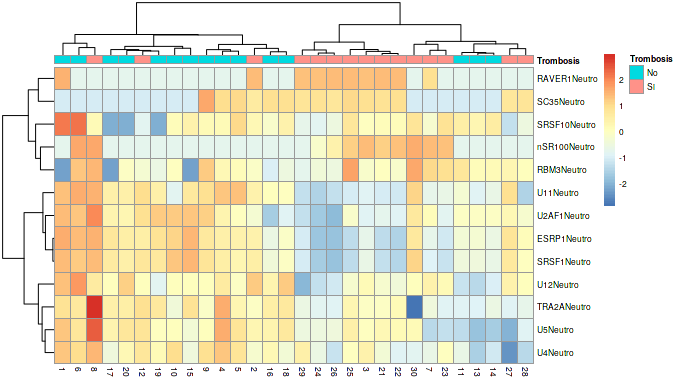 Trombosis
Trombosis
No
SI
RAVER1Neutro
SC35Neutro
SRSF10Neutro
nSR100Neutro
RBM3Neutro
U11Neutro
U2AF1Neutro
ESRP1Neutro
SRSF1Neutro
U12Neutro
TRA2ANeutro
U5Neutro
U4Neutro
2
1
0
-1
-2
1 6 8 17 20 12 19 10 15 9 4 5 2 16 18 29 24 26 25 3 21 22 30 7 23 11 13 14 27 28